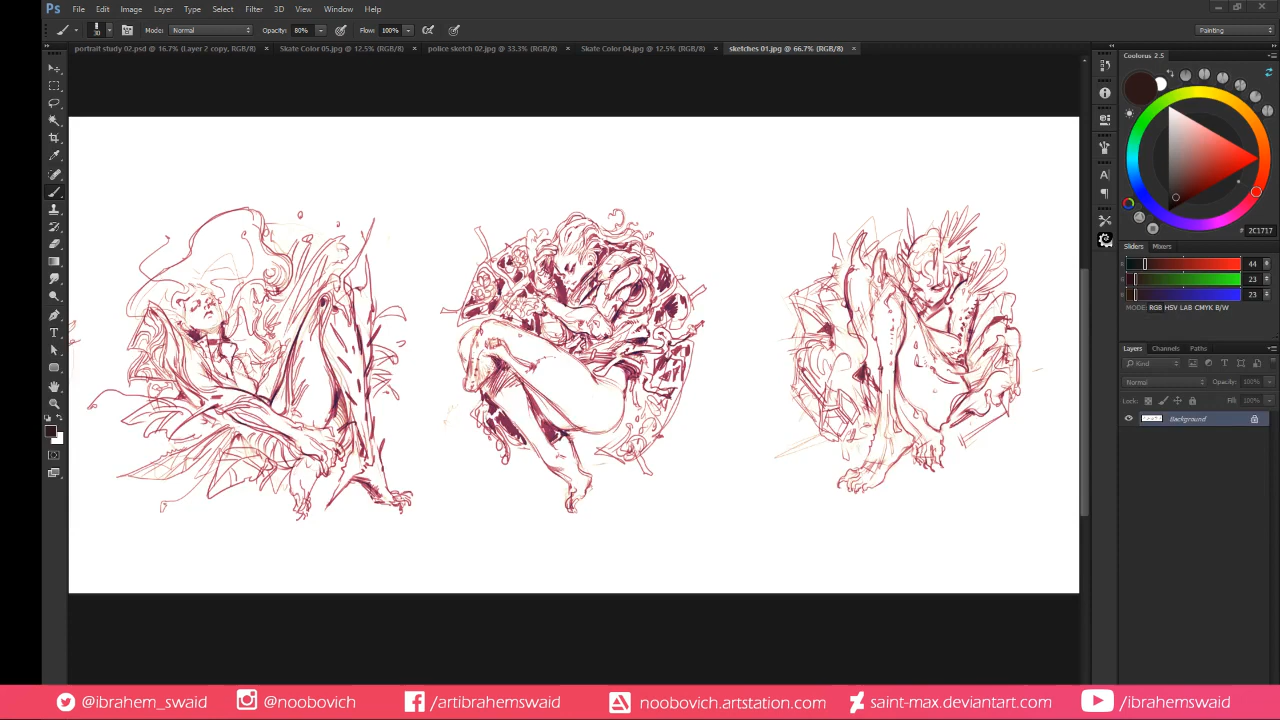 Ps File Edit Image Layer Type Select Filter 3D View Window Help
30 Mode: Normal Opacity: 80% Flow: 100% Painting
portrait study 02.psd @ 16.7% (Layer 2 copy, RGB/8) × Skate Color 05.jpg @ 12.5% (RGB/8) × police sketch 02.jpg @ 33.3% (RGB/8) × Skate Color 04.jpg @ 12.5% (RGB/8) × sketches 01.jpg @ 66.7% (RGB/8) ×
Coolorus 2.5
# 2C1717
Sliders Mixers
44
23
23
MODE: RGB HSV LAB CMYK B/W
Layers Channels Paths
Kind
Normal Opacity: 100%
Lock: Fill: 100%
Background
@ibrahem_swaid @noobovich /artibrahemswaid noobovich.artstation.com saint-max.deviantart.com /ibrahemswaid